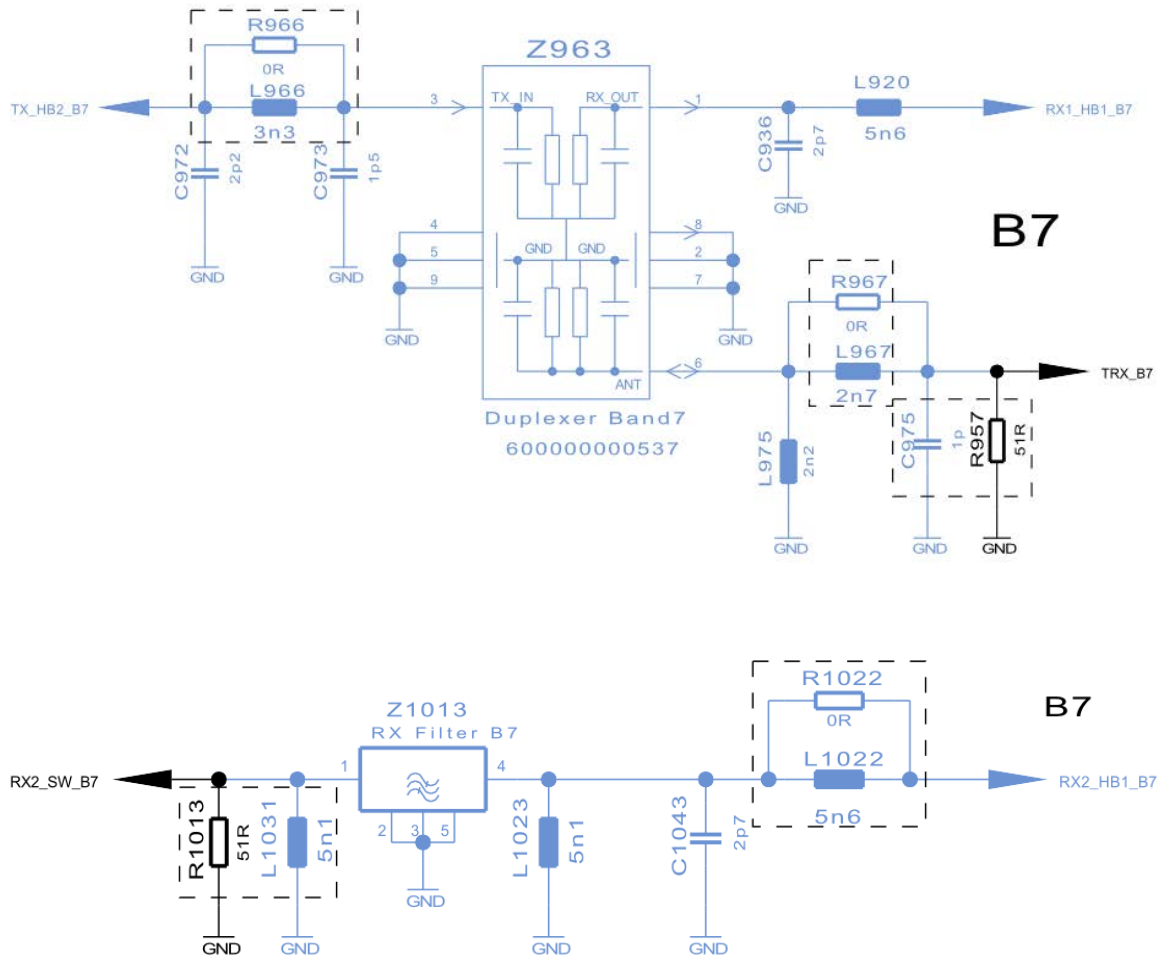 R966
0R
L966
3n3
TX_HB2_B7
C972
2p2
C973
1p5
GND
GND
Z963
3
TX_IN
RX_OUT
1
4
5
9
GND
GND
GND
8
2
7
GND
ANT
6
Duplexer Band7
600000000537
L920
5n6
RX1_HB1_B7
C936
2p7
GND
B7
R967
0R
L967
2n7
TRX_B7
L975
2n2
C975
1p
R957
51R
GND
GND
GND
Z1013
RX Filter B7
RX2_SW_B7
1
4
2
3
5
GND
R1013
51R
L1031
5n1
GND
GND
L1023
5n1
GND
C1043
2p7
GND
R1022
0R
L1022
5n6
RX2_HB1_B7
B7